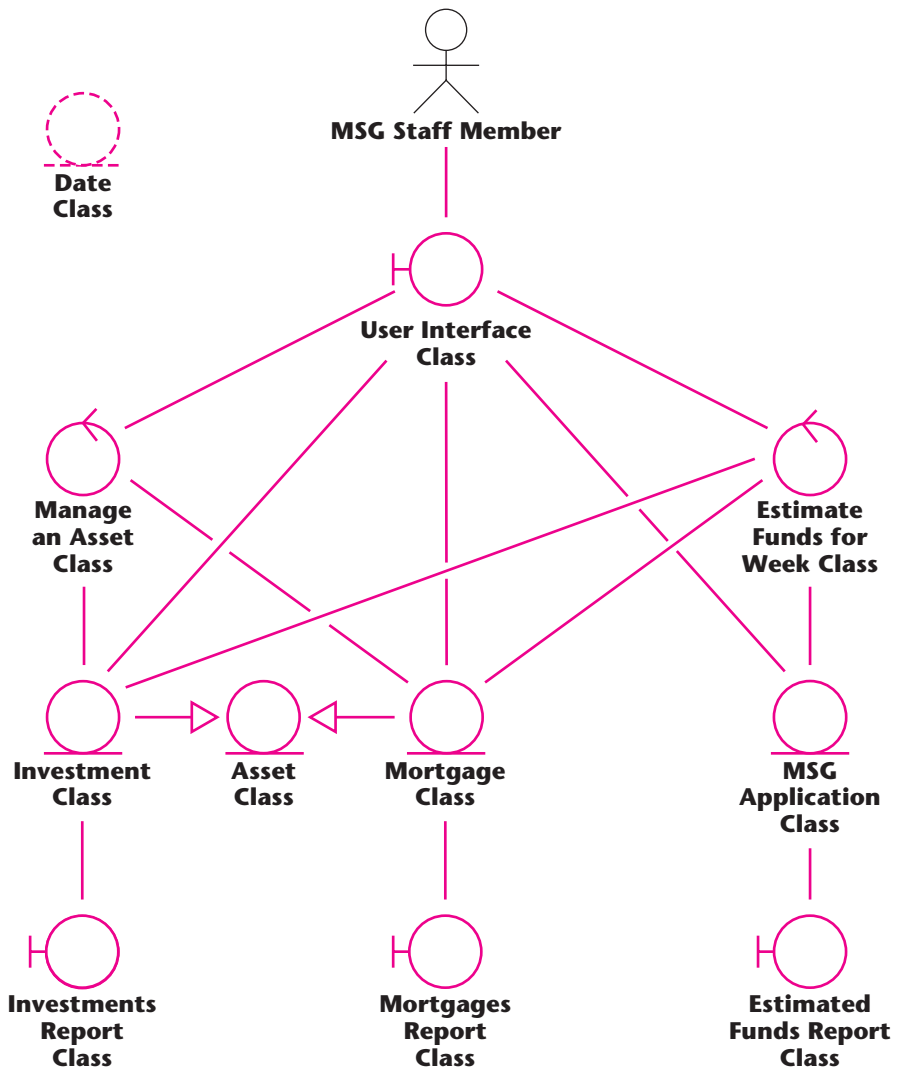 MSG Staff Member
Date
Class
User Interface
Class
Manage
an Asset
Class
Estimate
Funds for
Week Class
Investment
Class
Asset
Class
Mortgage
Class
MSG
Application
Class
Investments
Report
Class
Mortgages
Report
Class
Estimated
Funds Report
Class